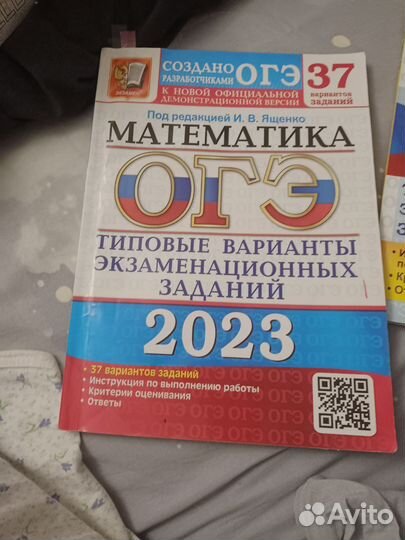 ЭКЗАМЕН
СОЗДАНО
РАЗРАБОТЧИКАМИ ОГЭ
К НОВОЙ ОФИЦИАЛЬНОЙ
ДЕМОНСТРАЦИОННОЙ ВЕРСИИ
37
вариантов
заданий
Под редакцией И. В. Ященко
МАТЕМАТИКА
ОГЭ
ТИПОВЫЕ ВАРИАНТЫ
ЭКЗАМЕНАЦИОННЫХ
ЗАДАНИЙ
2023
• 37 вариантов заданий
• Инструкция по выполнению работы
• Критерии оценивания
• Ответы
Avito